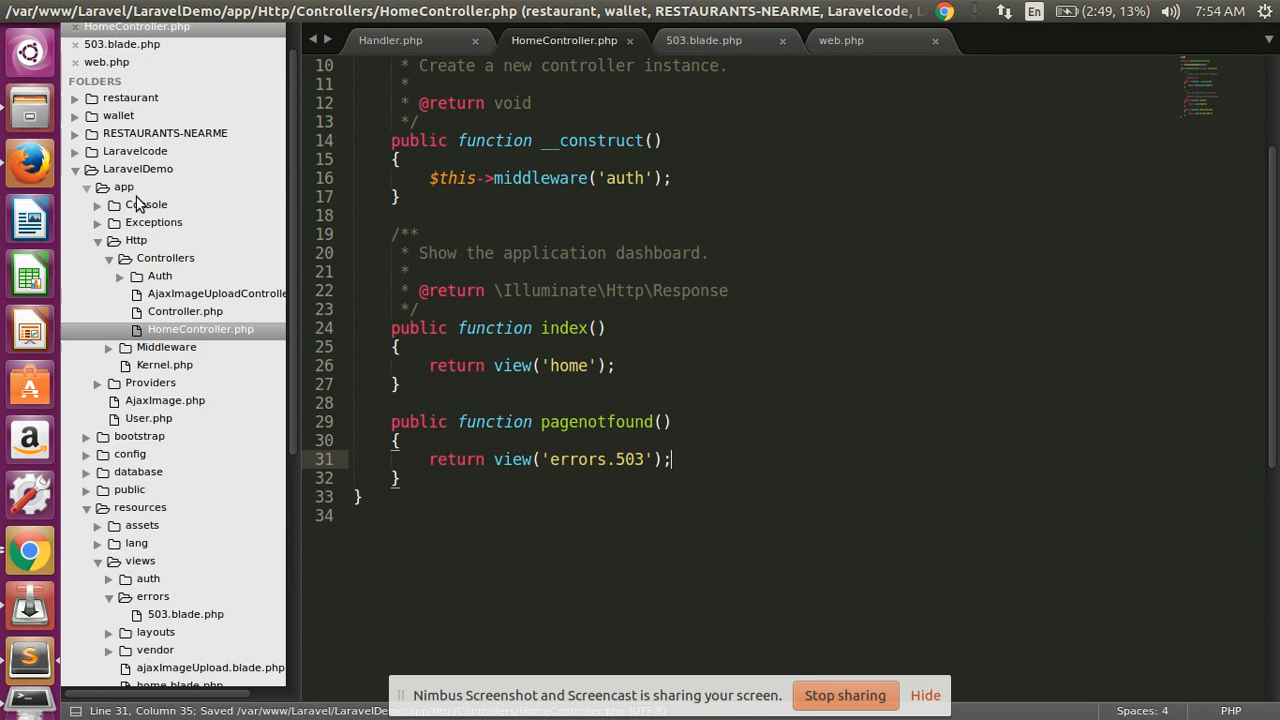 /var/www/Laravel/LaravelDemo/app/Http/Controllers/HomeController.php (restaurant, wallet, RESTAURANTS-NEARME, Laravelcode,
En
(2:49, 13%)
7:54 AM
HomeController.php
503.blade.php
web.php
FOLDERS
restaurant
wallet
RESTAURANTS-NEARME
Laravelcode
LaravelDemo
app
Console
Exceptions
Http
Controllers
Auth
AjaxImageUploadControlle
Controller.php
HomeController.php
Middleware
Kernel.php
Providers
AjaxImage.php
User.php
bootstrap
config
database
public
resources
assets
lang
views
auth
errors
503.blade.php
layouts
vendor
ajaxImageUpload.blade.php
home.blade.php
Handler.php
HomeController.php
503.blade.php
web.php
10 * Create a new controller instance.
11 *
12 * @return void
13 */
14 public function __construct()
15 {
16 $this->middleware('auth');
17 }
18
19 /**
20 * Show the application dashboard.
21 *
22 * @return \Illuminate\Http\Response
23 */
24 public function index()
25 {
26 return view('home');
27 }
28
29 public function pagenotfound()
30 {
31 return view('errors.503');
32 }
33 }
34
Nimbus Screenshot and Screencast is sharing your screen.
Stop sharing
Hide
Line 31, Column 35; Saved /var/www/Laravel/LaravelDemo/app/Http/Controllers/HomeController.php (UTF-8)
Spaces: 4
PHP